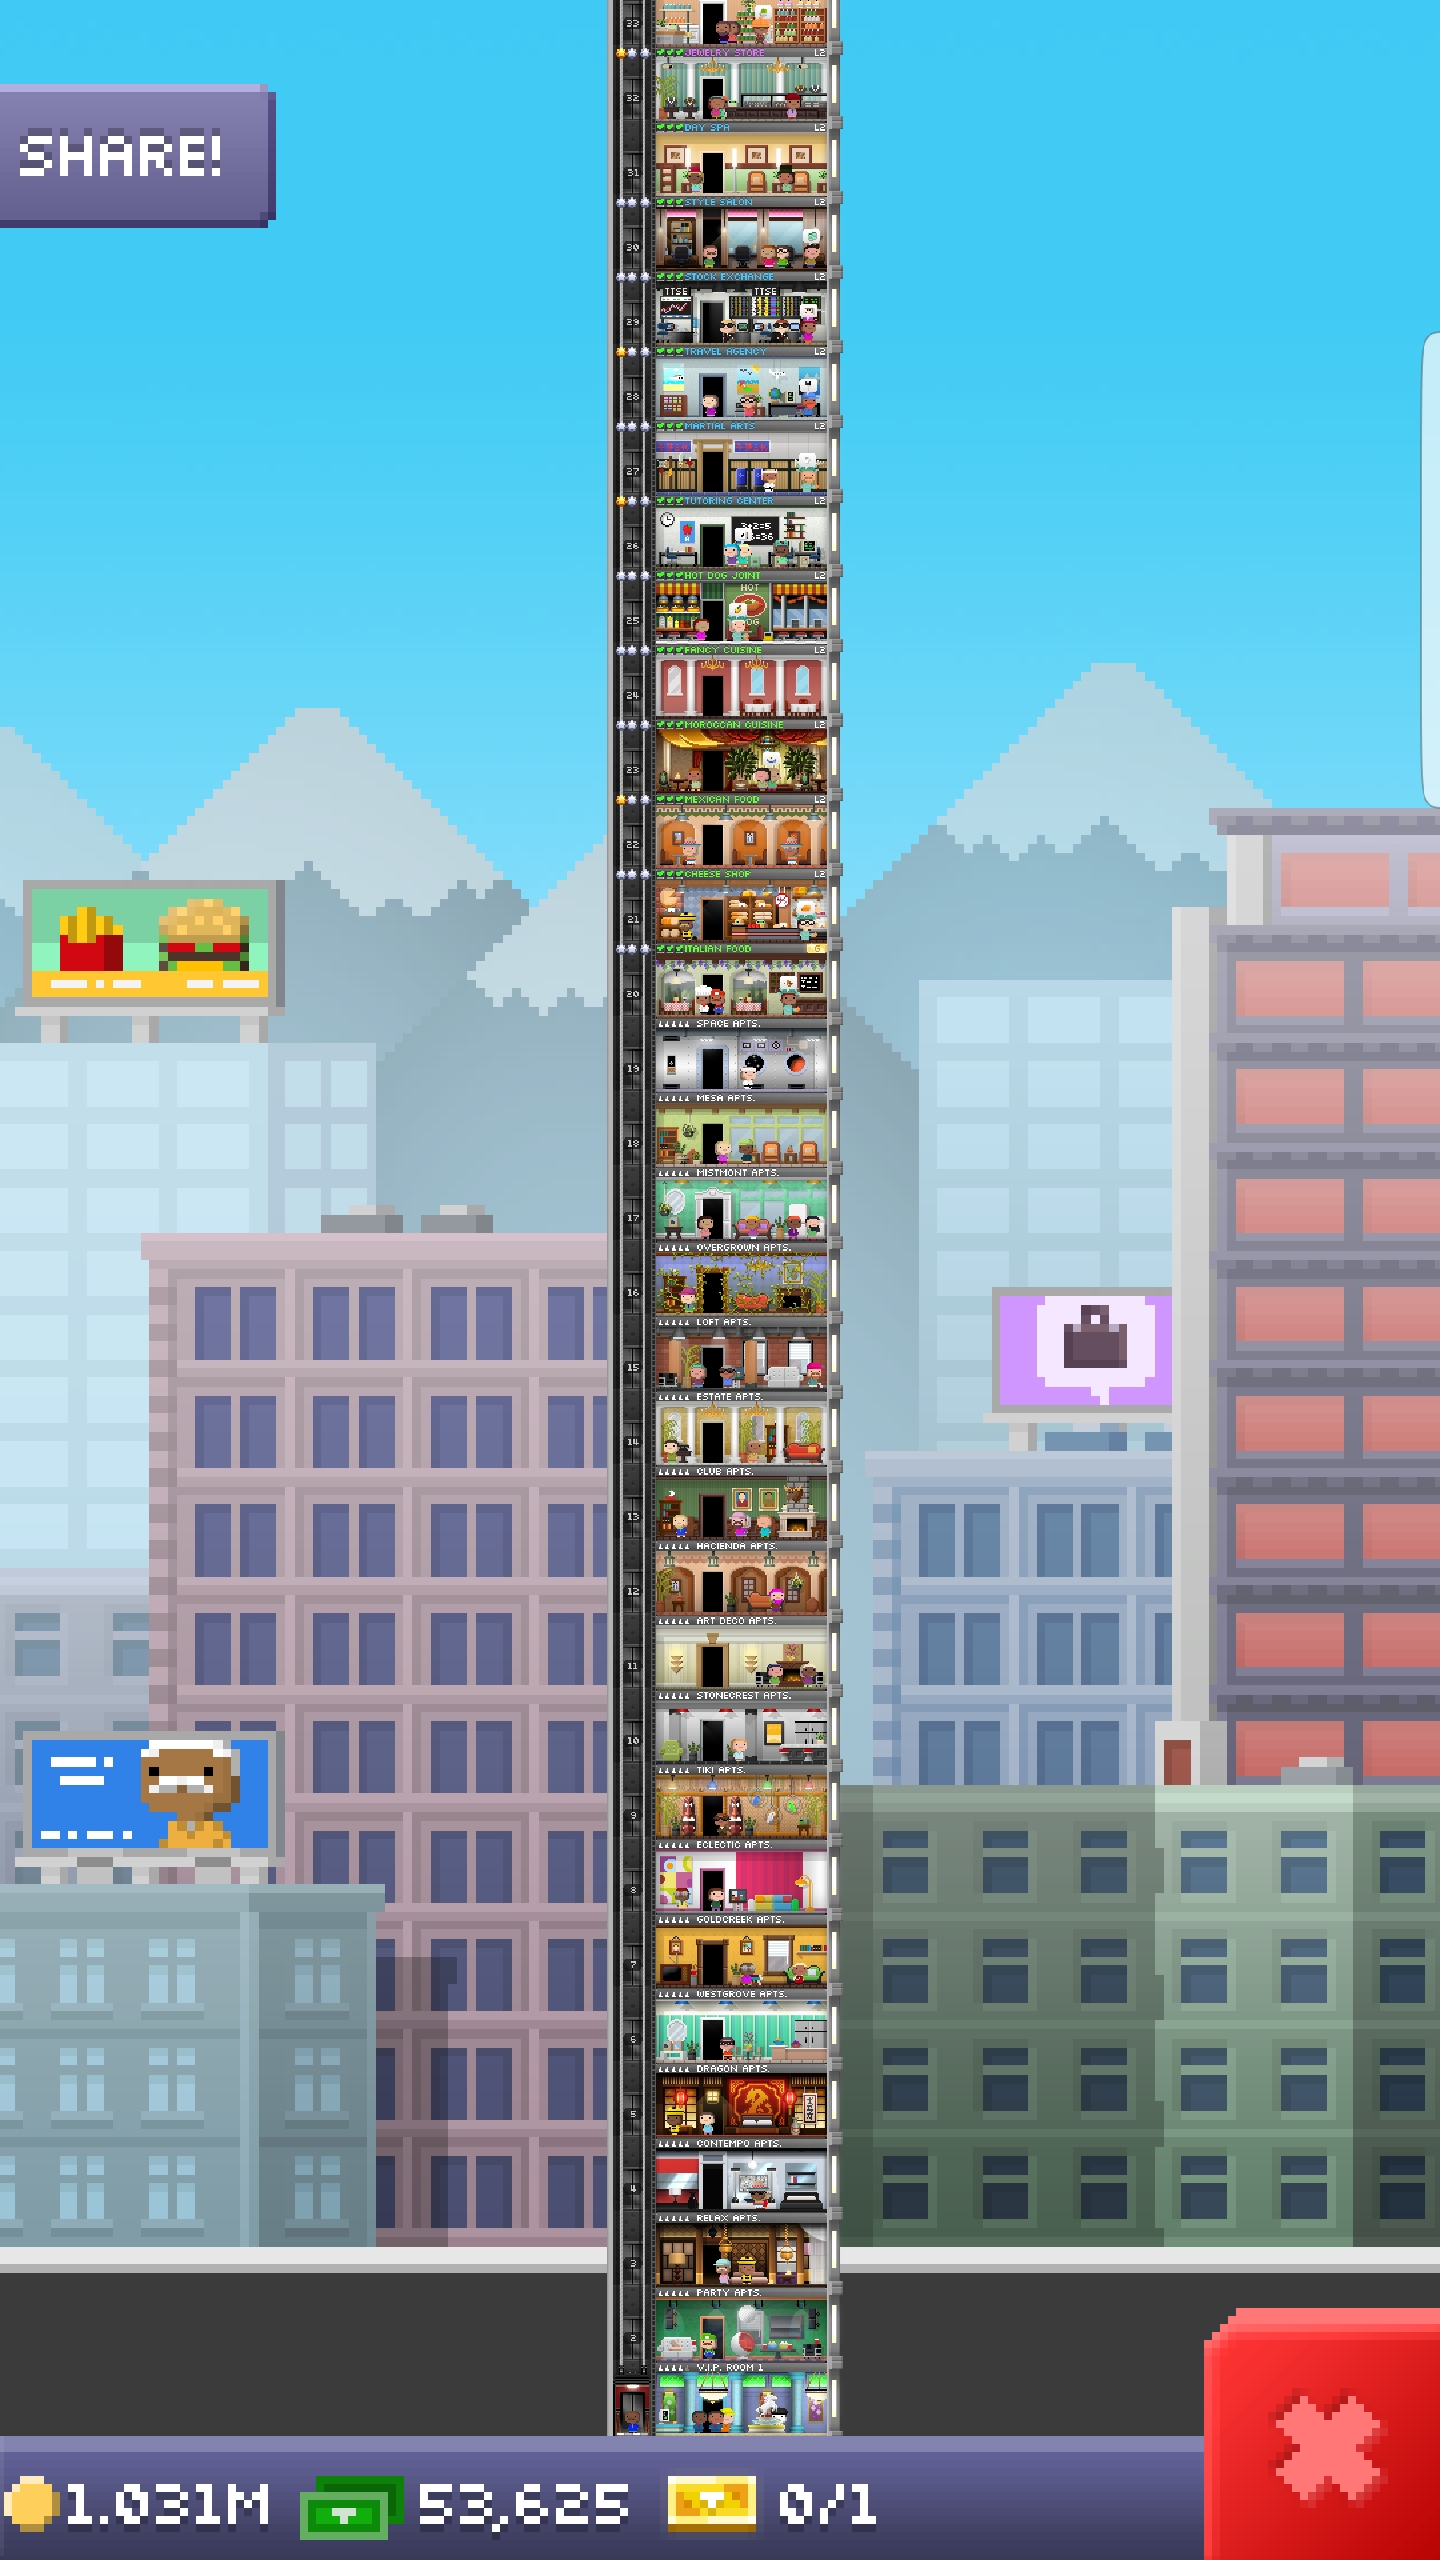 33
JEWELRY STORE L2
SHARE!
32
DAY SPA L2
31
STYLE SALON L2
30
STOCK EXCHANGE L2
TTSE TTSE
29
TRAVEL AGENCY L2
28
MARTIAL ARTS L2
27
TUTORING CENTER L2
26
HOT DOG JOINT L2
HOT
25
FANCY CUISINE L2
24
MOROCCAN CUISINE L2
23
MEXICAN FOOD L2
22
CHEESE SHOP L2
21
ITALIAN FOOD
20
SPACE APTS.
19
MESA APTS.
18
MISTMONT APTS.
17
OVERGROWN APTS.
16
LOFT APTS.
15
ESTATE APTS.
14
CLUB APTS.
13
HACIENDA APTS.
12
ART DECO APTS.
11
STONECREST APTS.
10
TIKI APTS.
9
ECLECTIC APTS.
8
GOLDCREEK APTS.
7
WESTGROVE APTS.
6
DRAGON APTS.
5
CONTEMPO APTS.
4
RELAX APTS.
3
PARTY APTS.
2
V.I.P. ROOM 1
1.031M 53,625 0/1